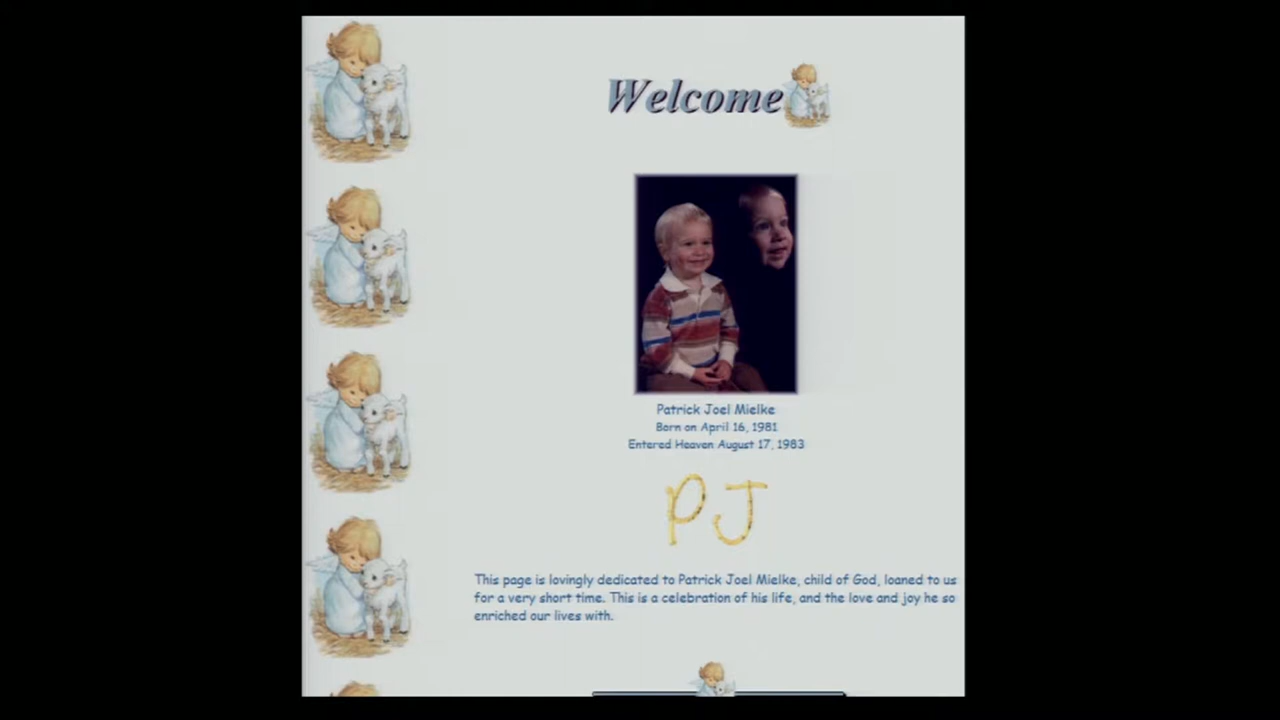 Welcome
Patrick Joel Mielke
Born on April 16, 1981
Entered Heaven August 17, 1983
PJ
This page is lovingly dedicated to Patrick Joel Mielke, child of God, loaned to us
for a very short time. This is a celebration of his life, and the love and joy he so
enriched our lives with.